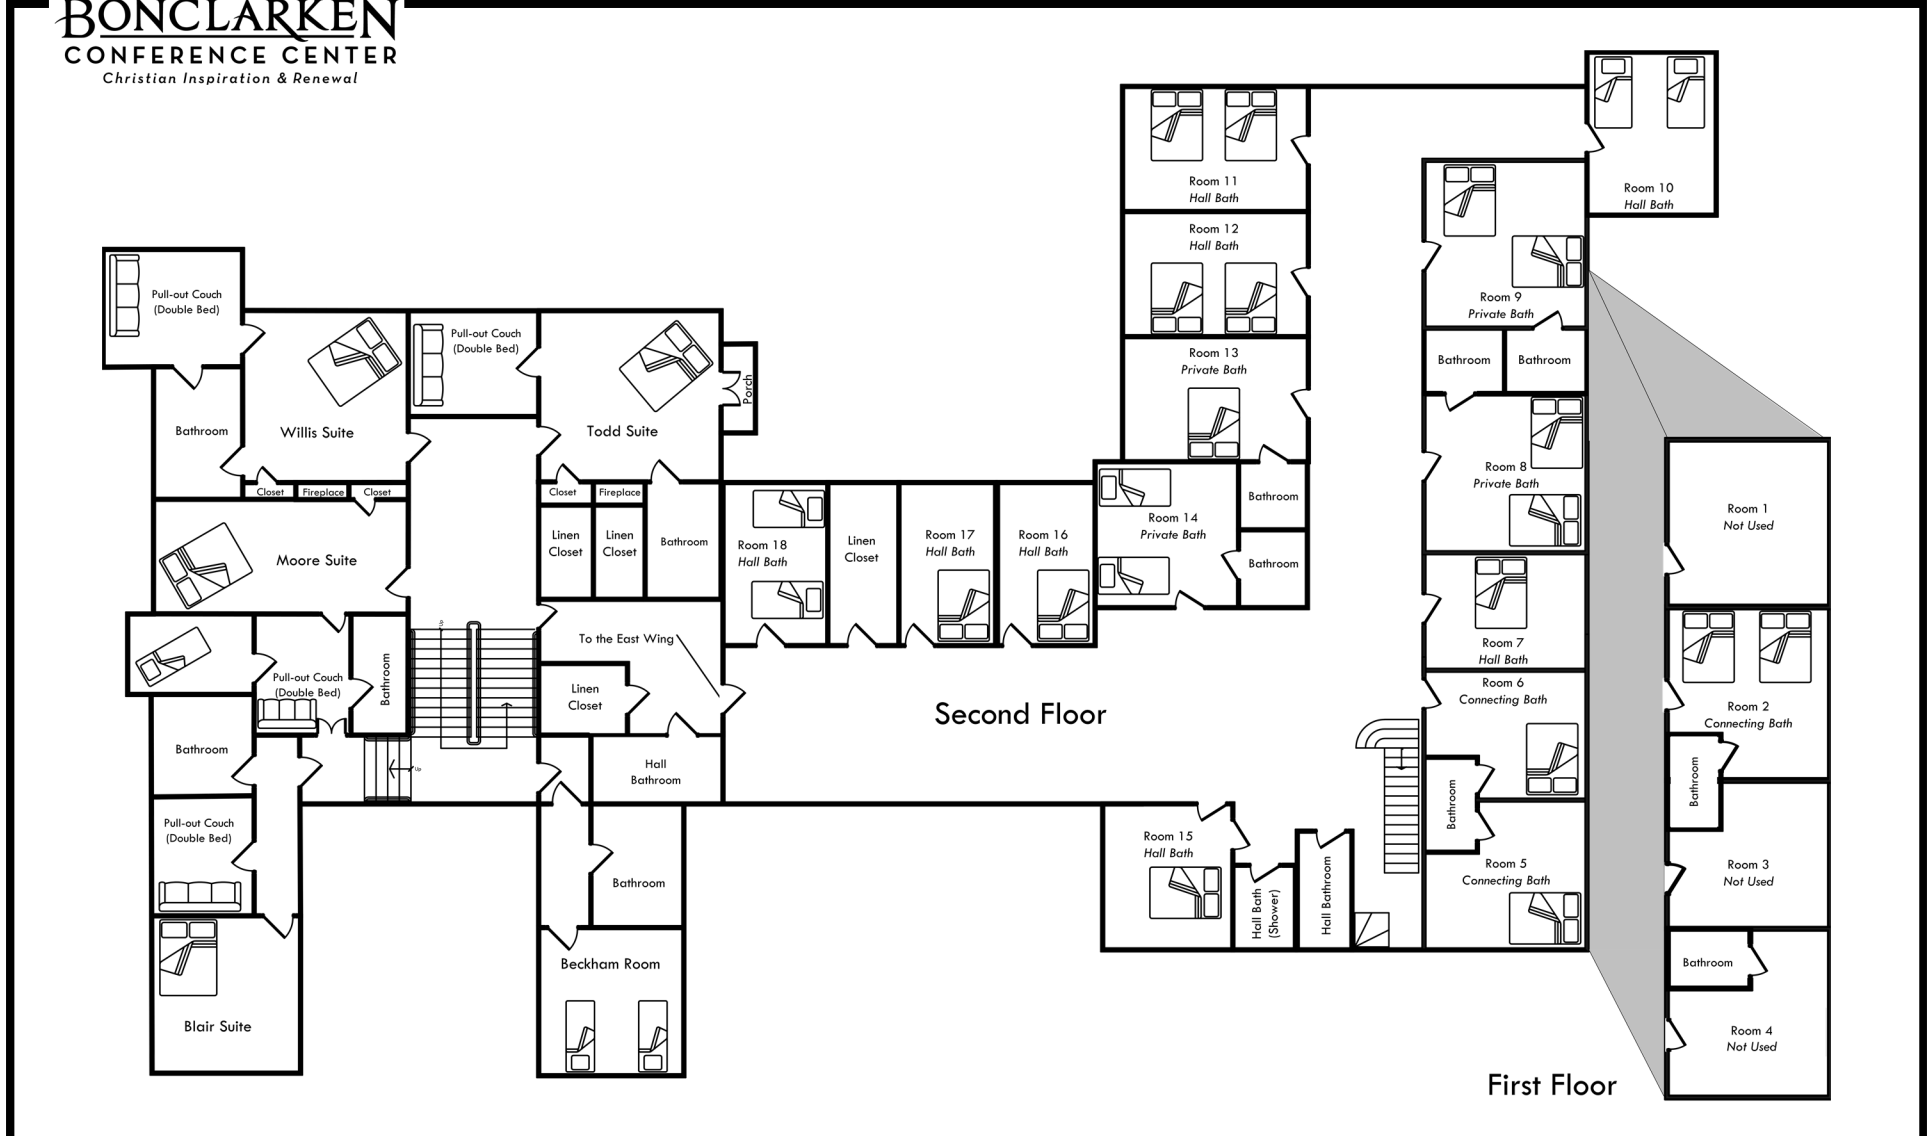 BONCLARKEN
CONFERENCE CENTER
Christian Inspiration & Renewal
Room 10
Hall Bath
Room 11
Hall Bath
Room 12
Hall Bath
Room 9
Private Bath
Pull-out Couch
(Double Bed)
Pull-out Couch
(Double Bed)
Room 13
Private Bath
Bathroom
Bathroom
Porch
Bathroom
Willis Suite
Todd Suite
Room 8
Private Bath
Closet
Fireplace
Closet
Closet
Fireplace
Bathroom
Room 14
Private Bath
Room 1
Not Used
Moore Suite
Linen
Closet
Linen
Closet
Bathroom
Room 18
Hall Bath
Linen
Closet
Room 17
Hall Bath
Room 16
Hall Bath
Bathroom
Up
To the East Wing
Room 7
Hall Bath
Pull-out Couch
(Double Bed)
Bathroom
Linen
Closet
Second Floor
Room 6
Connecting Bath
Room 2
Connecting Bath
Bathroom
Up
Hall
Bathroom
Bathroom
Bathroom
Pull-out Couch
(Double Bed)
Room 15
Hall Bath
Room 5
Connecting Bath
Room 3
Not Used
Bathroom
Hall Bath
(Shower)
Hall Bathroom
Beckham Room
Bathroom
Blair Suite
Room 4
Not Used
First Floor